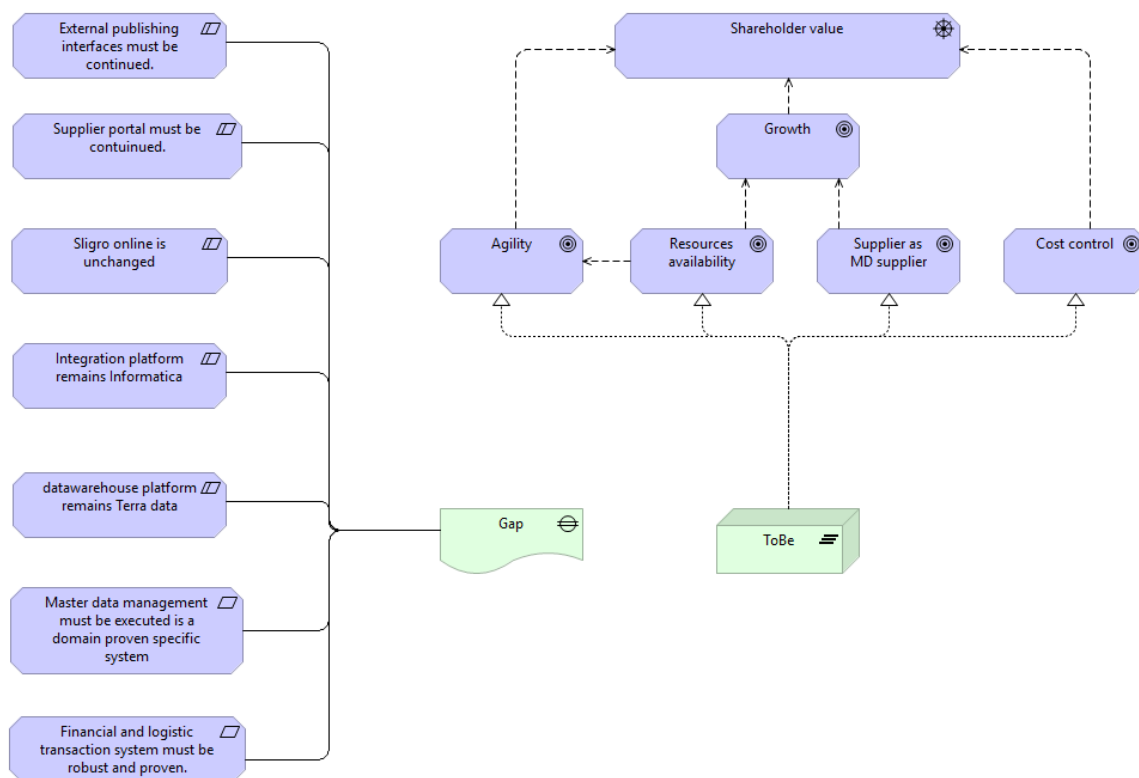 External publishing
interfaces must be
continued.
Supplier portal must be
contuinued.
Sligro online is
unchanged
Integration platform
remains Informatica
datawarehouse platform
remains Terra data
Master data management
must be executed is a
domain proven specific
system
Financial and logistic
transaction system must be
robust and proven.
Shareholder value
Growth
Agility
Resources
availability
Supplier as
MD supplier
Cost control
Gap
ToBe